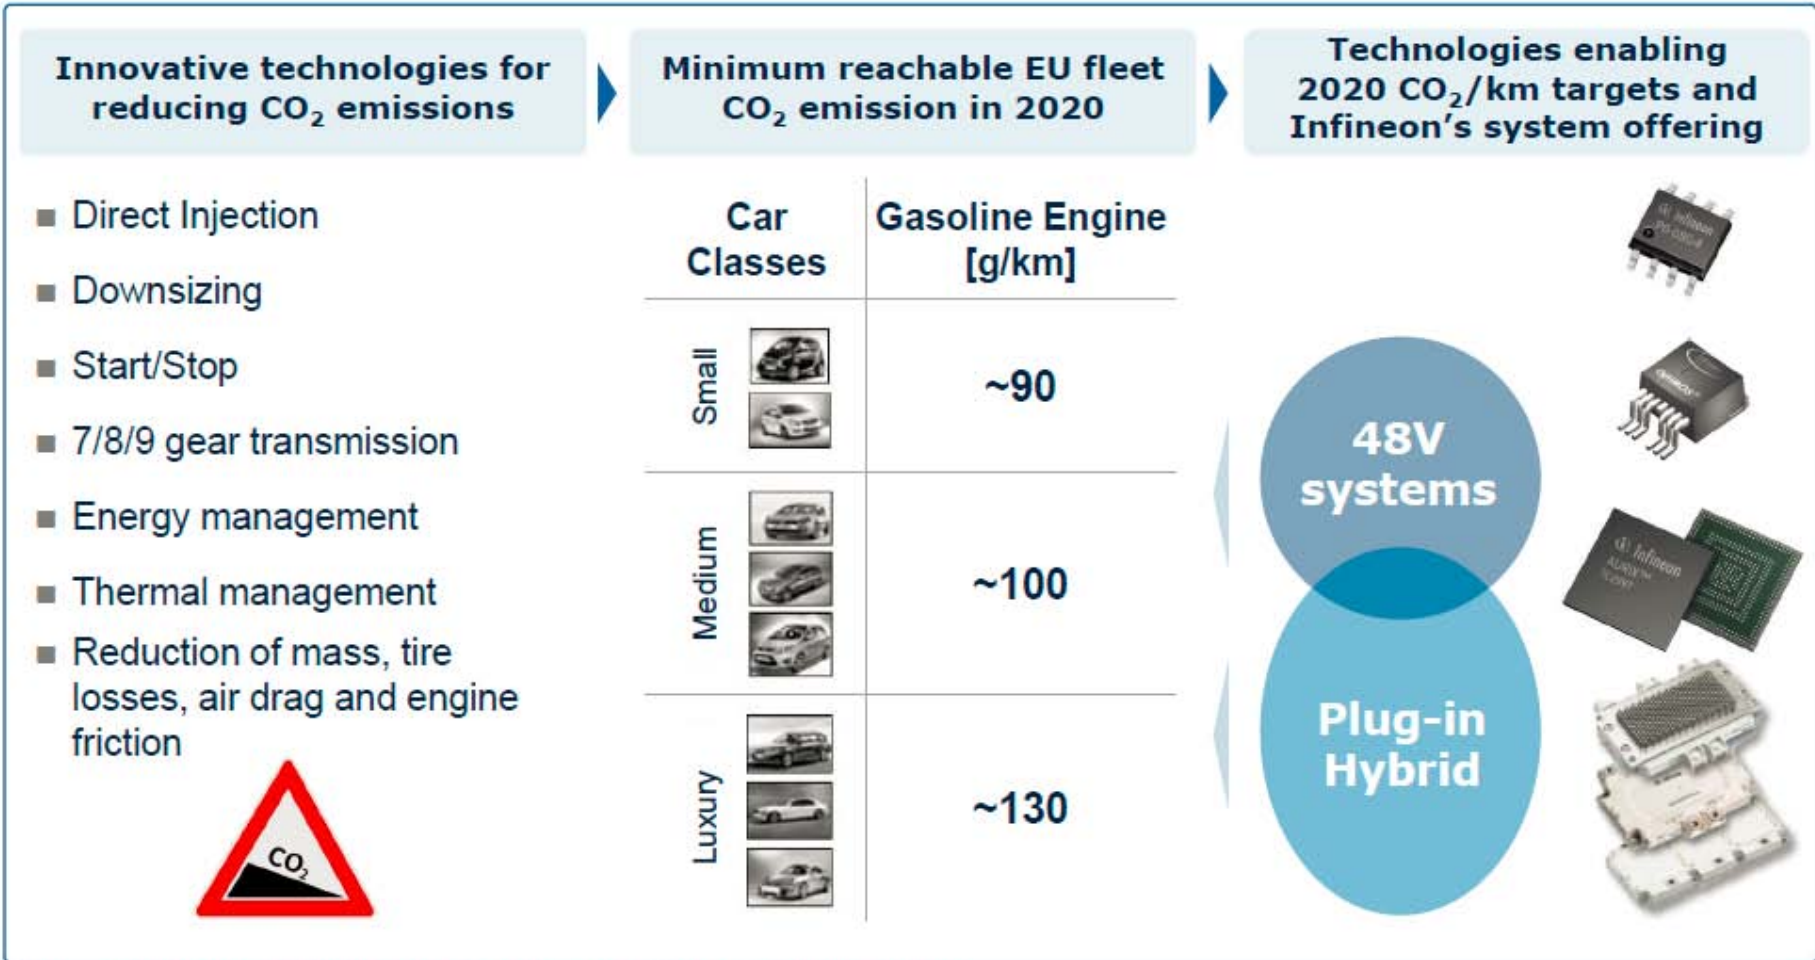 Innovative technologies for
reducing CO₂ emissions
Minimum reachable EU fleet
CO₂ emission in 2020
Technologies enabling
2020 CO₂/km targets and
Infineon's system offering
■ Direct Injection
■ Downsizing
■ Start/Stop
■ 7/8/9 gear transmission
■ Energy management
■ Thermal management
■ Reduction of mass, tire
losses, air drag and engine
friction
CO₂
Car
Classes
Gasoline Engine
[g/km]
Small
~90
Medium
~100
Luxury
~130
48V
systems
Plug-in
Hybrid
Infineon
Infineon
AURIX™